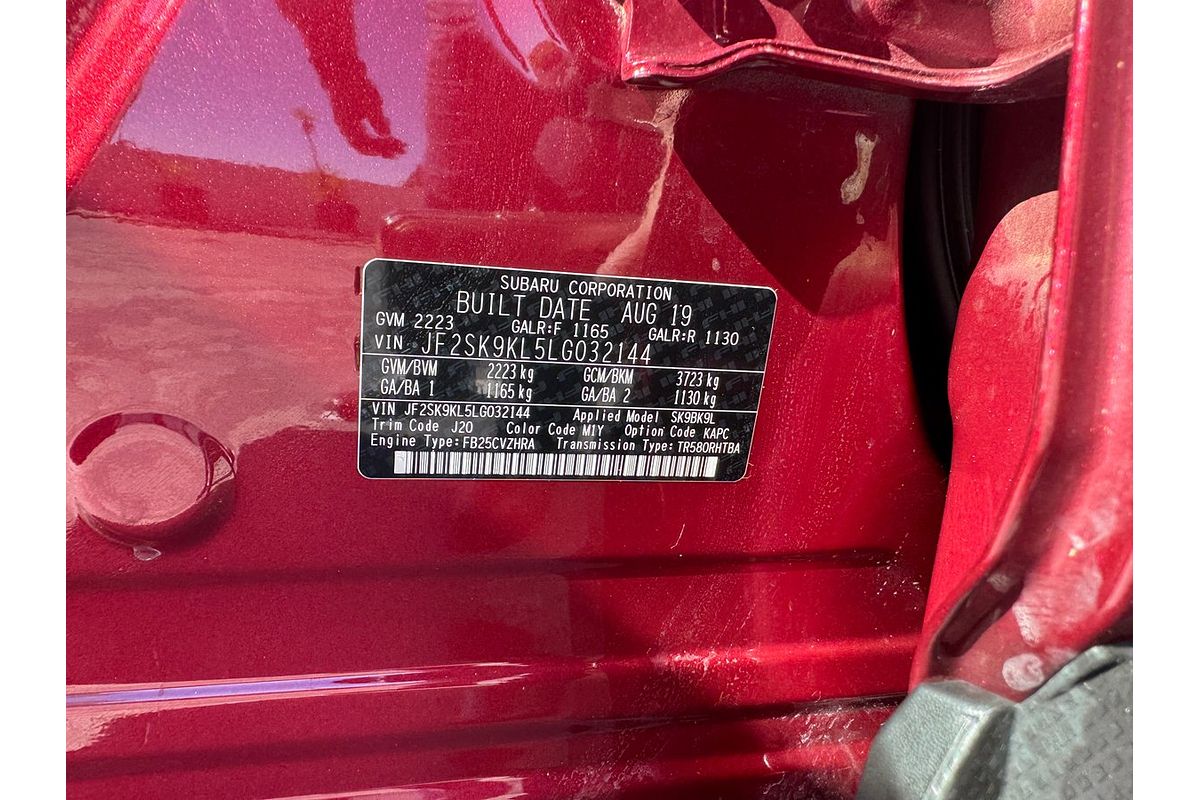 SUBARU CORPORATION
BUILT DATE AUG 19
GVM 2223 GALR:F 1165 GALR:R 1130
VIN JF2SK9KL5LG032144
GVM/BVM 2223 kg GCM/BKM 3723 kg
GA/BA 1 1165 kg GA/BA 2 1130 kg
VIN JF2SK9KL5LG032144 Applied Model SK9BK9L
Trim Code J20 Color Code M1Y Option Code KAPC
Engine Type:FB25CVZHRA Transmission Type:TR580RHTBA